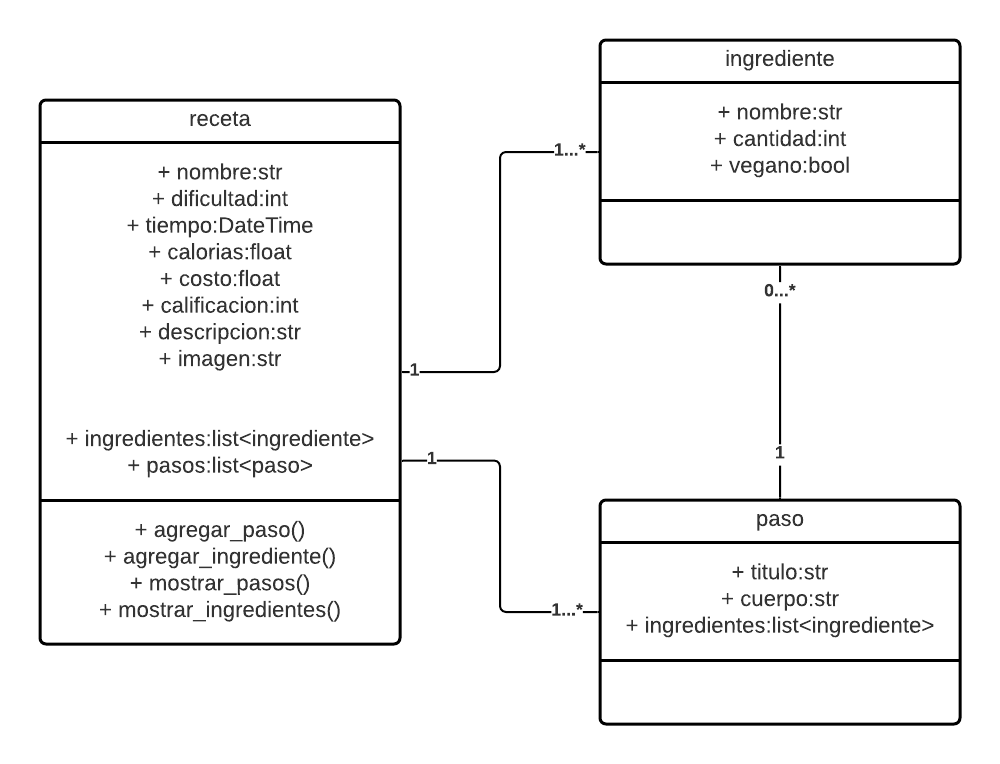 receta
+ nombre:str
+ dificultad:int
+ tiempo:DateTime
+ calorias:float
+ costo:float
+ calificacion:int
+ descripcion:str
+ imagen:str
+ ingredientes:list<ingrediente>
+ pasos:list<paso>
+ agregar_paso()
+ agregar_ingrediente()
+ mostrar_pasos()
+ mostrar_ingredientes()
1
1...*
1
1...*
ingrediente
+ nombre:str
+ cantidad:int
+ vegano:bool
0...*
1
paso
+ titulo:str
+ cuerpo:str
+ ingredientes:list<ingrediente>